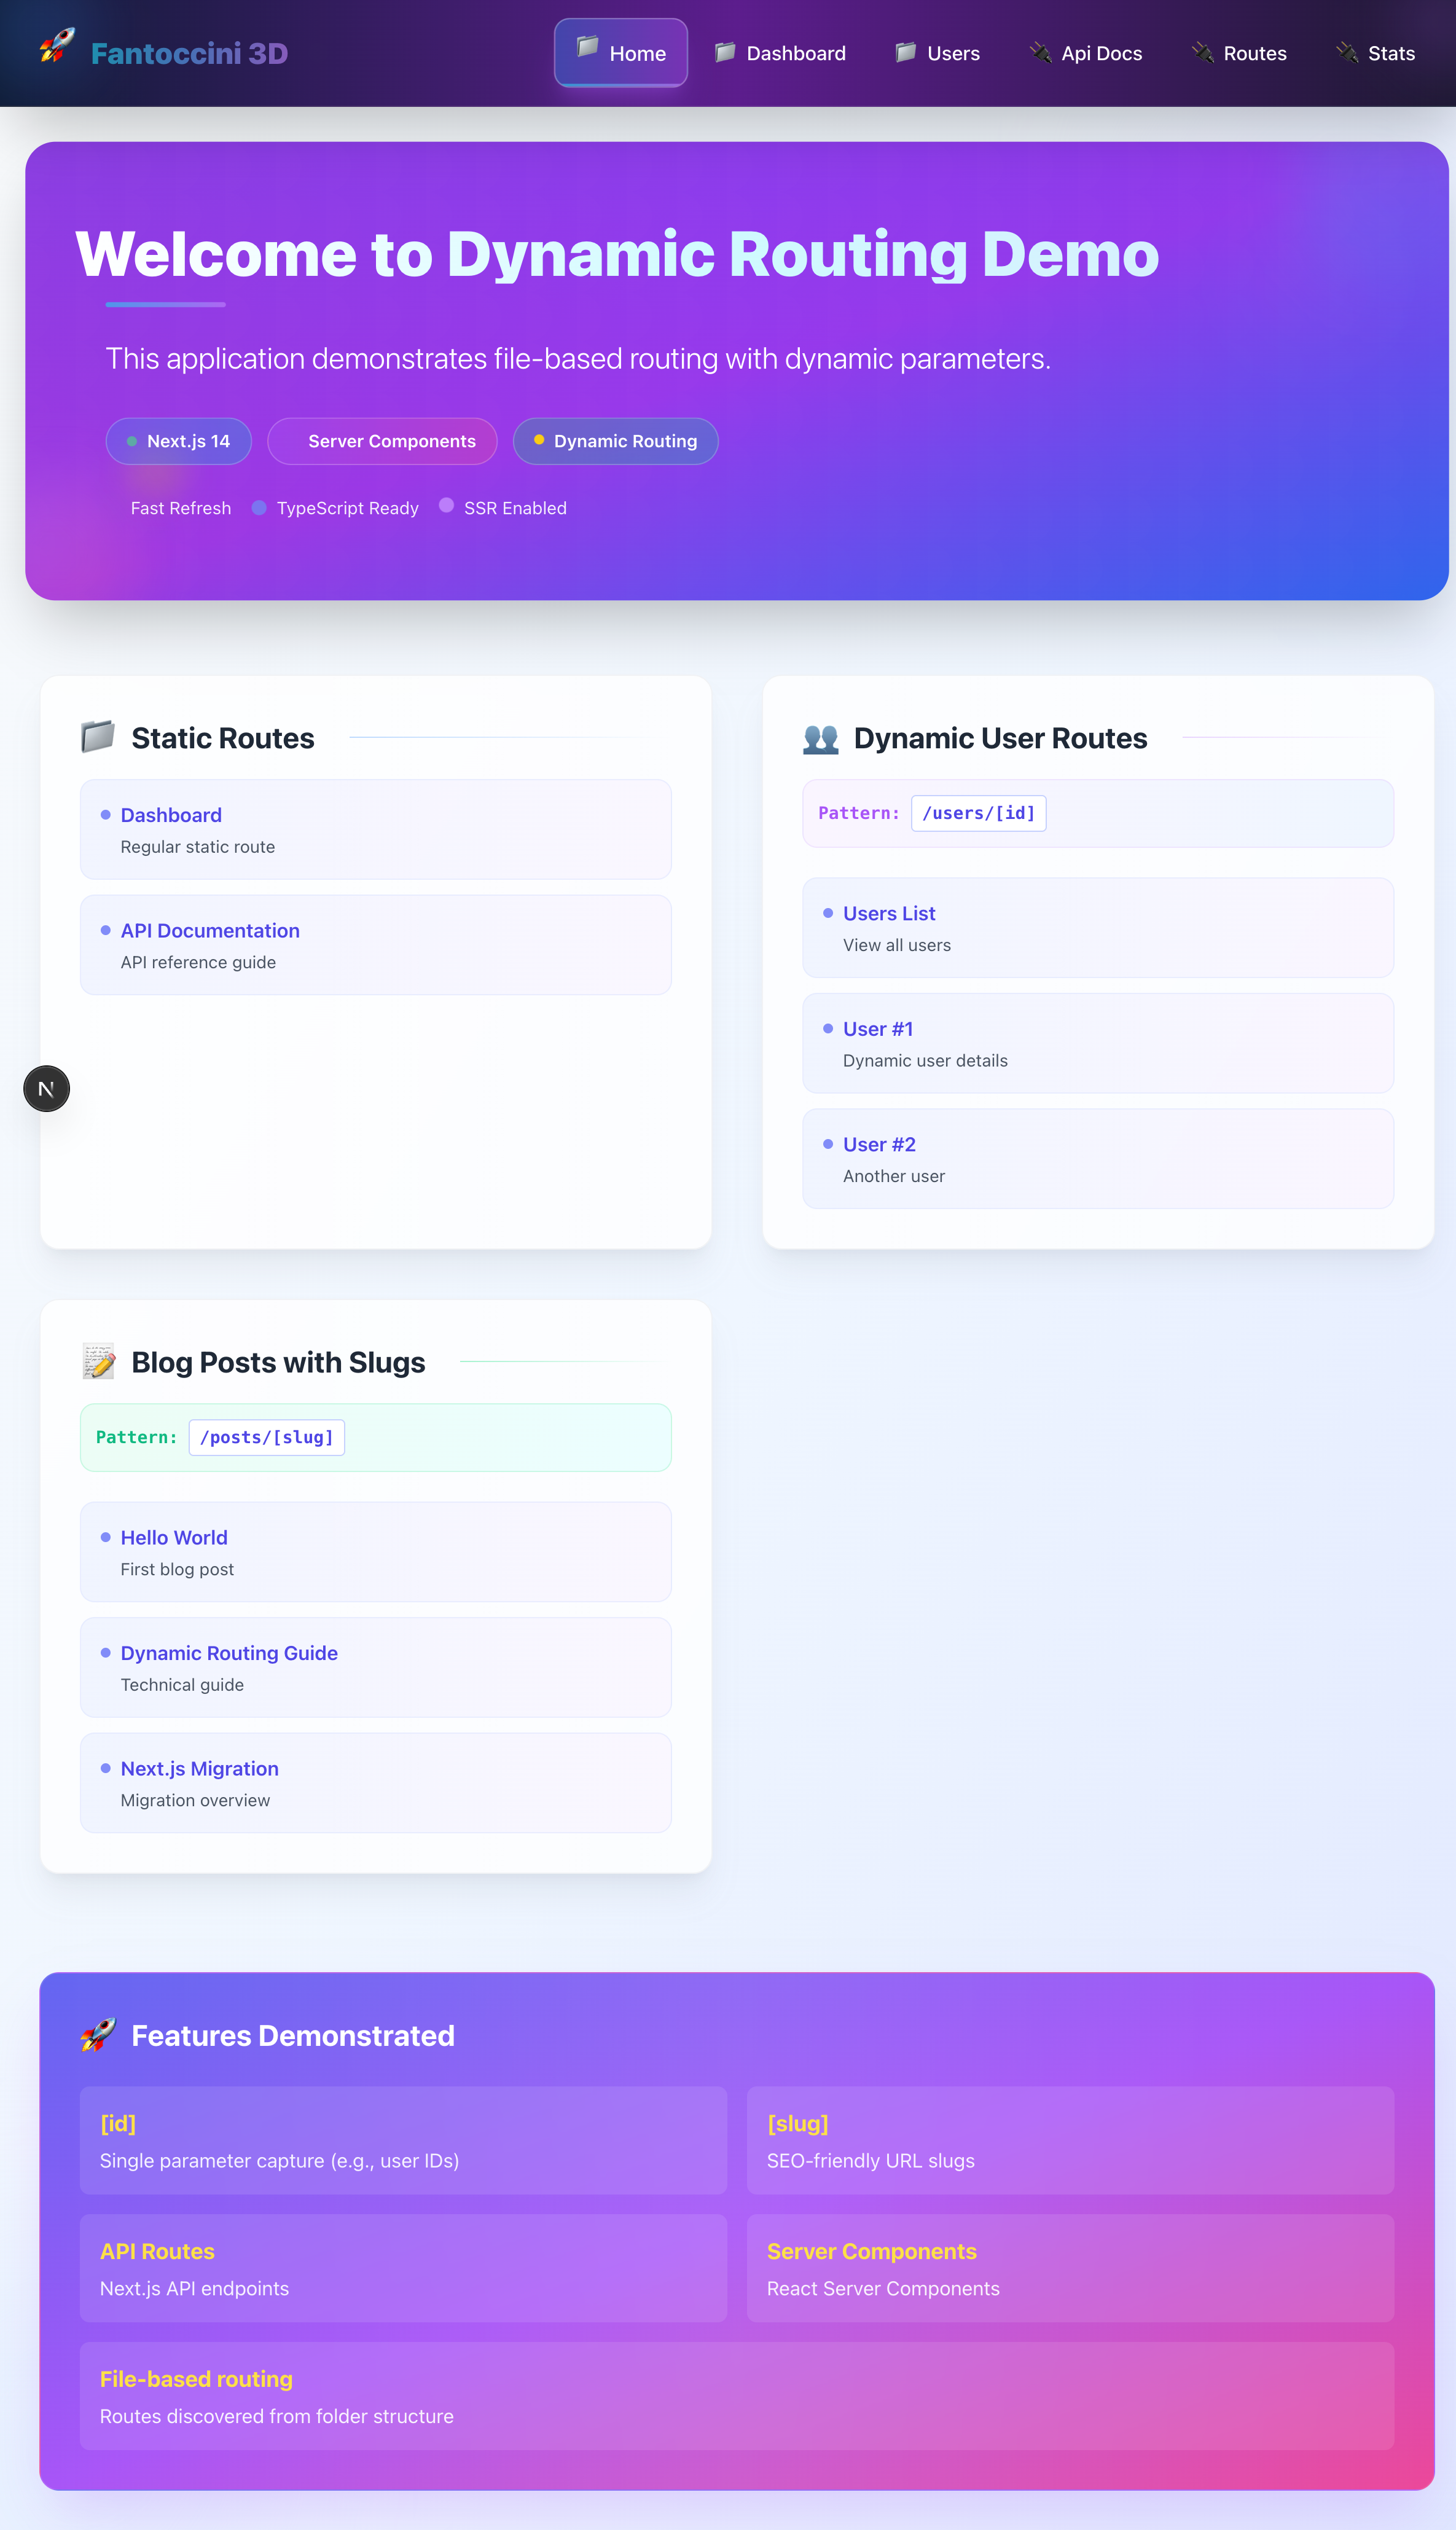 Fantoccini 3D
Home
Dashboard
Users
Api Docs
Routes
Stats
Welcome to Dynamic Routing Demo
This application demonstrates file-based routing with dynamic parameters.
Next.js 14
Server Components
Dynamic Routing
Fast Refresh
TypeScript Ready
SSR Enabled
Static Routes
Dashboard
Regular static route
API Documentation
API reference guide
N
Dynamic User Routes
Pattern: /users/[id]
Users List
View all users
User #1
Dynamic user details
User #2
Another user
Blog Posts with Slugs
Pattern: /posts/[slug]
Hello World
First blog post
Dynamic Routing Guide
Technical guide
Next.js Migration
Migration overview
Features Demonstrated
[id]
Single parameter capture (e.g., user IDs)
[slug]
SEO-friendly URL slugs
API Routes
Next.js API endpoints
Server Components
React Server Components
File-based routing
Routes discovered from folder structure